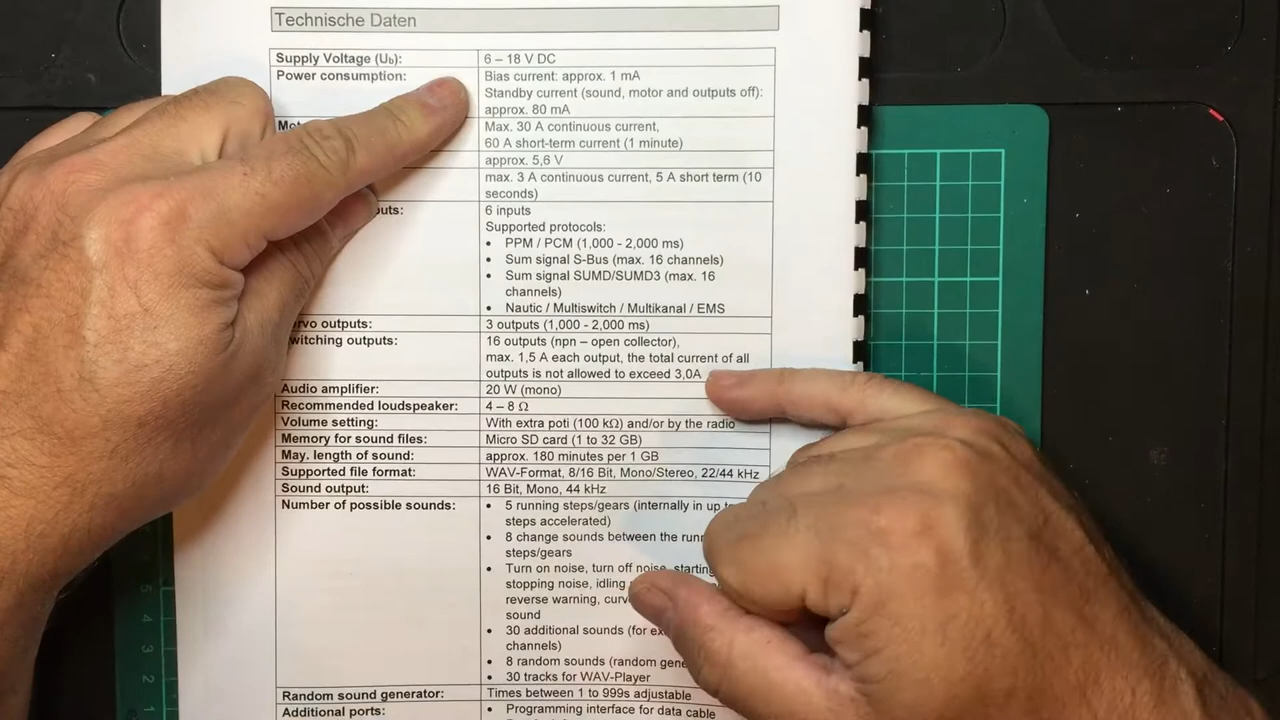 Technische Daten
Supply Voltage (Ub): 6 – 18 V DC
Power consumption: Bias current: approx. 1 mA
Standby current (sound, motor and outputs off):
approx. 80 mA
Max. 30 A continuous current,
60 A short-term current (1 minute)
approx. 5,6 V
max. 3 A continuous current, 5 A short term (10
seconds)
6 inputs
Supported protocols:
• PPM / PCM (1,000 - 2,000 ms)
• Sum signal S-Bus (max. 16 channels)
• Sum signal SUMD/SUMD3 (max. 16
channels)
• Nautic / Multiswitch / Multikanal / EMS
outputs: 3 outputs (1,000 - 2,000 ms)
outputs: 16 outputs (npn – open collector),
max. 1,5 A each output, the total current of all
outputs is not allowed to exceed 3,0A
Audio amplifier: 20 W (mono)
Recommended loudspeaker: 4 – 8 Ω
Volume setting: With extra poti (100 kΩ) and/or by the radio
Memory for sound files: Micro SD card (1 to 32 GB)
May. length of sound: approx. 180 minutes per 1 GB
Supported file format: WAV-Format, 8/16 Bit, Mono/Stereo, 22/44 kHz
Sound output: 16 Bit, Mono, 44 kHz
Number of possible sounds: • 5 running steps/gears (internally in up
steps accelerated)
• 8 change sounds between the
steps/gears
• Turn on noise, turn off noise, starting
stopping noise, idling
reverse warning,
sound
• 30 additional sounds (for
channels)
• 8 random sounds (random
• 30 tracks for WAV-Player
Random sound generator: Times between 1 to 999s adjustable
Additional ports: • Programming interface for data cable
5
4
3
2
1